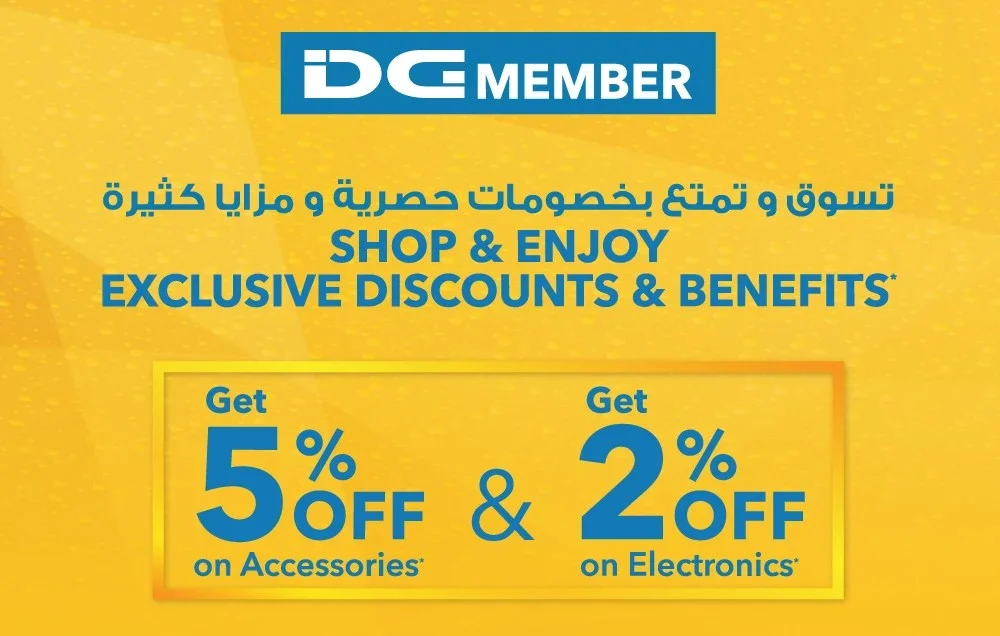 iDG MEMBER
تسوق و تمتع بخصومات حصرية و مزايا كثيرة
SHOP & ENJOY
EXCLUSIVE DISCOUNTS & BENEFITS*
Get
5% OFF
on Accessories*
&
Get
2% OFF
on Electronics*